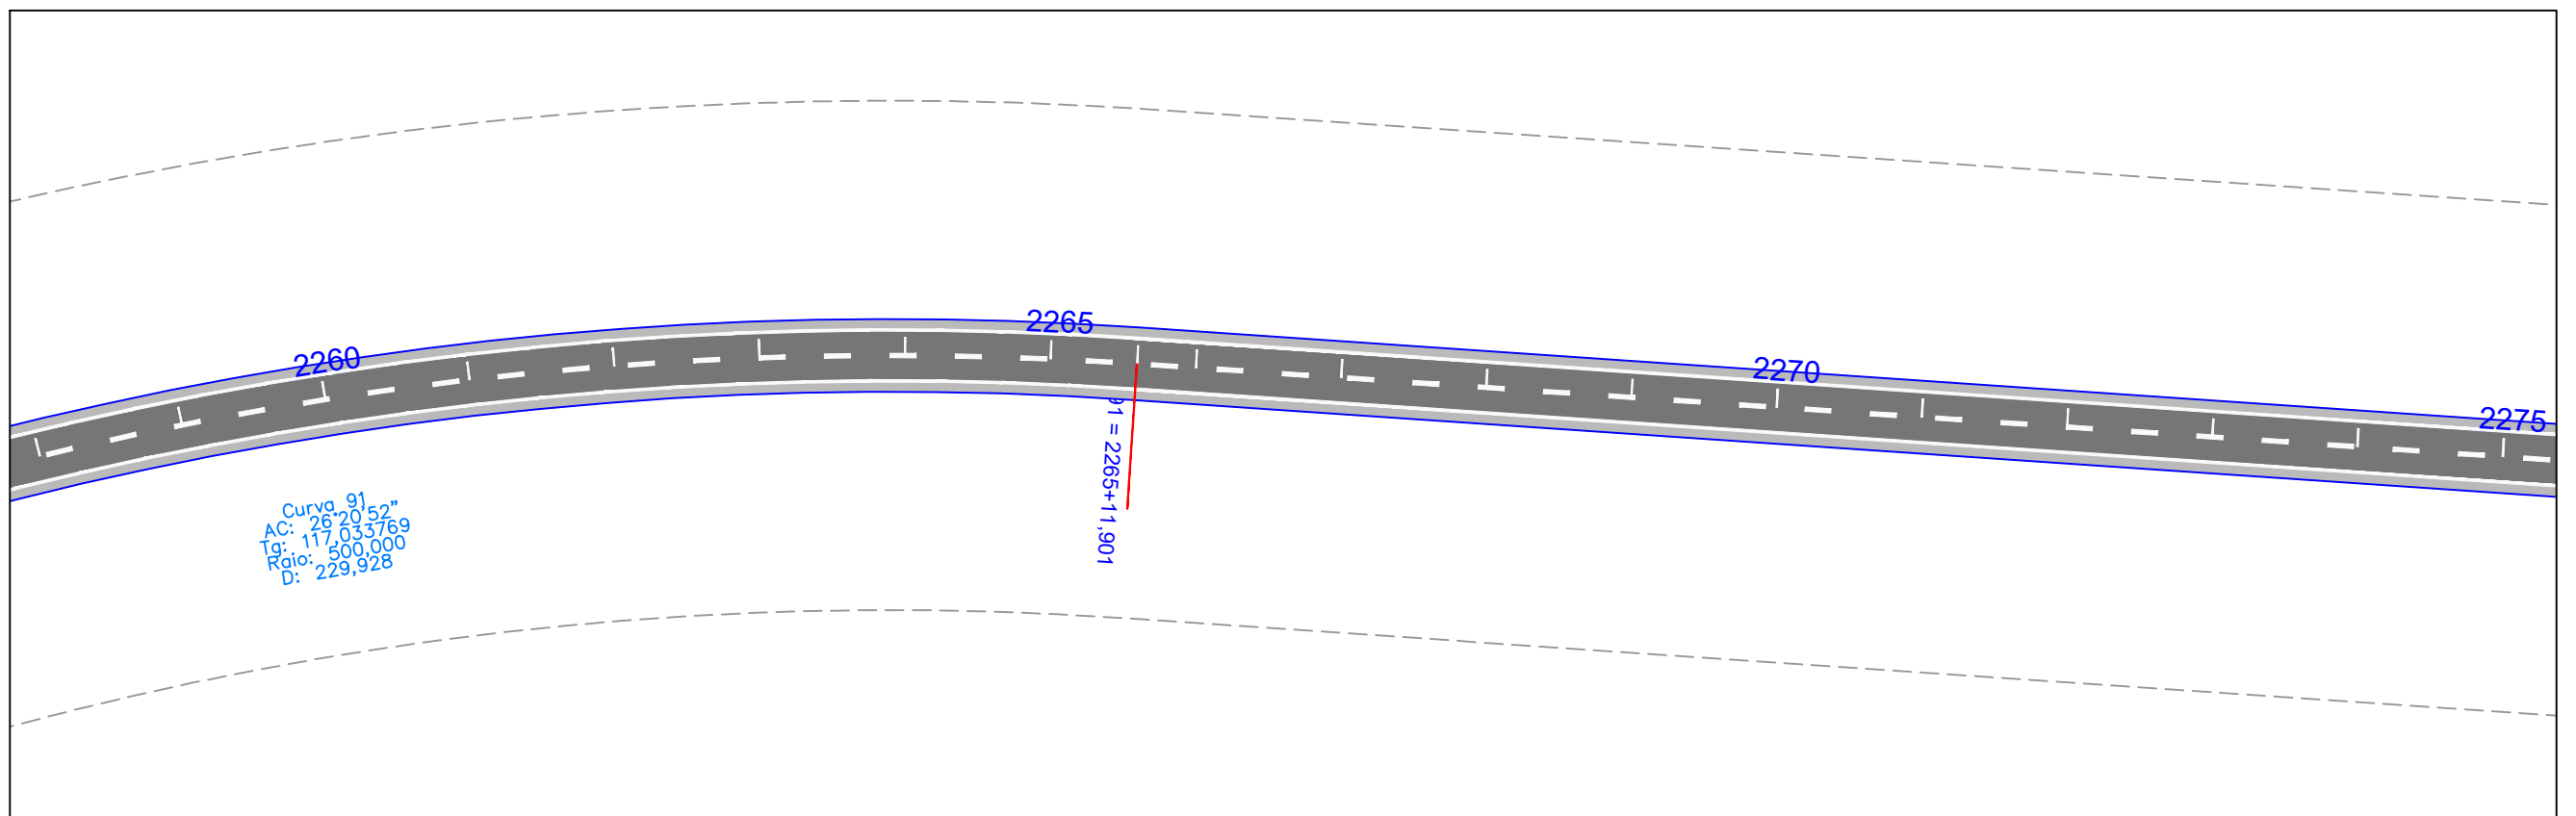 2260
2265
2270
2275
91 = 2265+11,901
Curva 91
AC: 26°20'52"
Tg: 117,033769
Raio: 500,000
D: 229,928